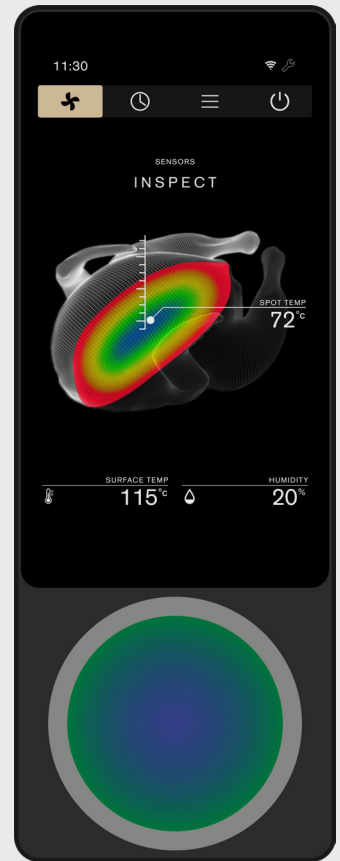 11:30
SENSORS
INSPECT
SPOT TEMP
72°c
SURFACE TEMP
115°c
HUMIDITY
20%